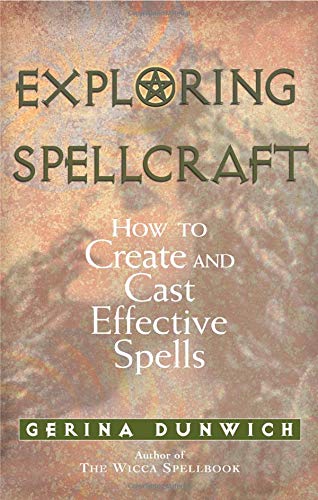 EXPLORING
SPELLCRAFT
HOW TO
Create AND
Cast
Effective
Spells
GERINA DUNWICH
Author of
THE WICCA SPELLBOOK